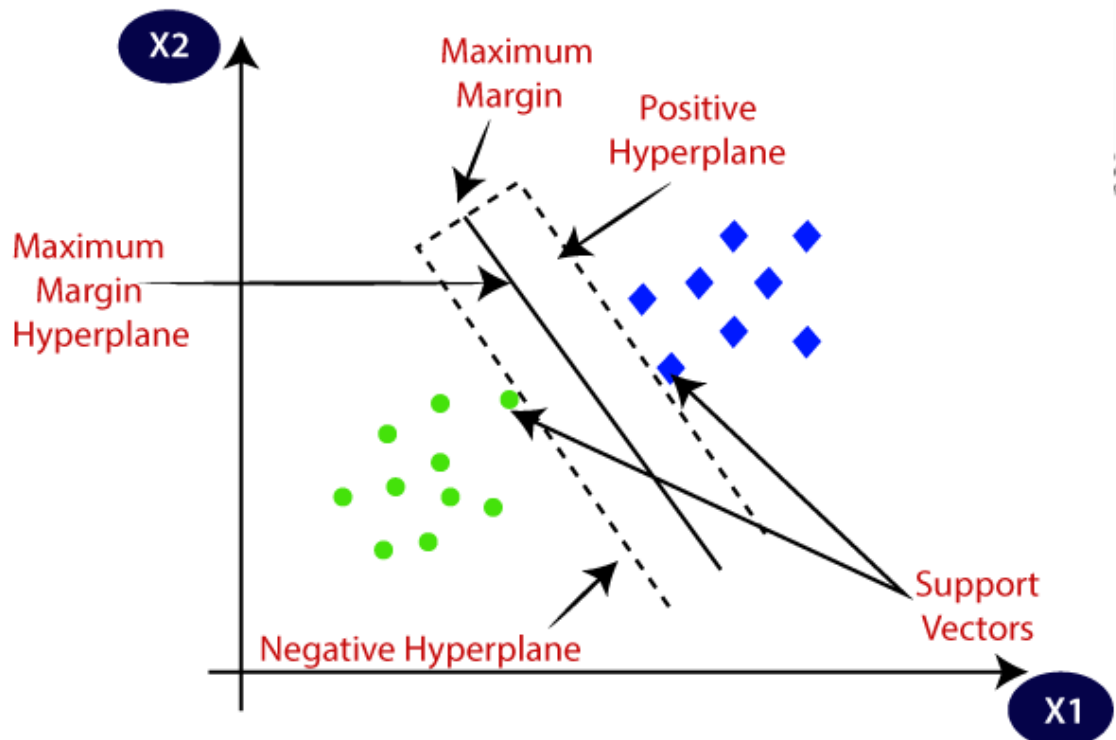 X2
Maximum
Margin
Positive
Hyperplane
Maximum
Margin
Hyperplane
Support
Vectors
Negative Hyperplane
X1